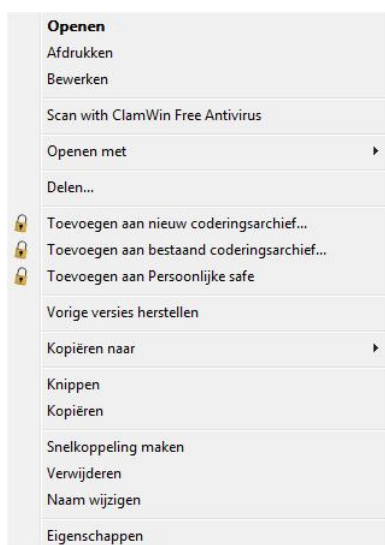 Openen
Afdrukken
Bewerken
Scan with ClamWin Free Antivirus
Openen met
Delen...
Toevoegen aan nieuw coderingsarchief...
Toevoegen aan bestaand coderingsarchief...
Toevoegen aan Persoonlijke safe
Vorige versies herstellen
Kopiëren naar
Knippen
Kopiëren
Snelkoppeling maken
Verwijderen
Naam wijzigen
Eigenschappen